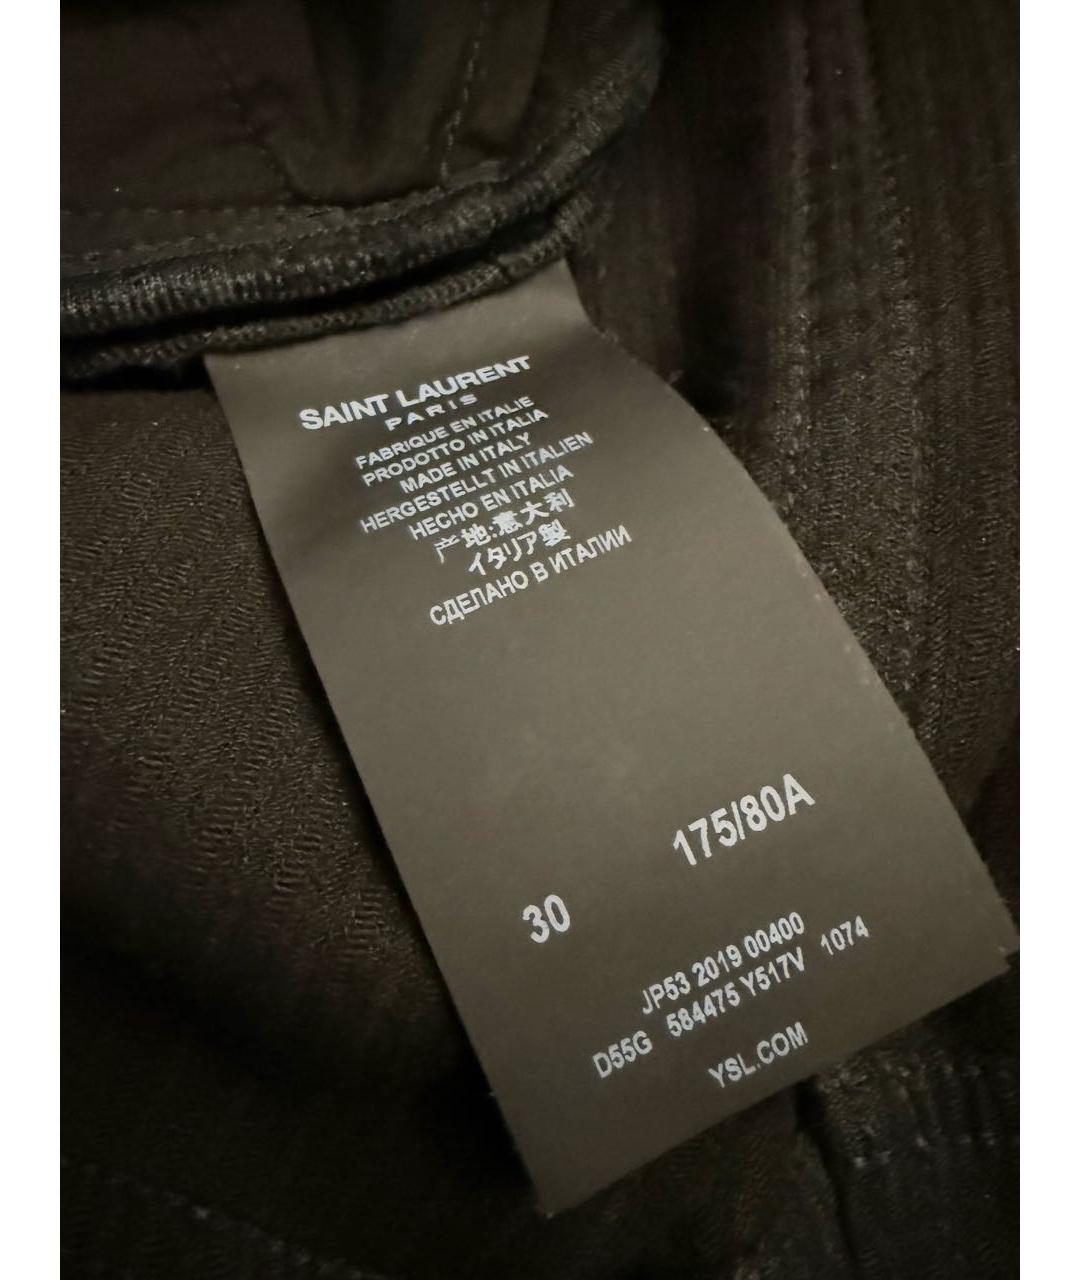 SAINT LAURENT
PARIS
FABRIQUE EN ITALIE
PRODOTTO IN ITALIA
MADE IN ITALY
HERGESTELLT IN ITALIEN
HECHO EN ITALIA
产地:意大利
イタリア製
СДЕЛАНО В ИТАЛИИ
30 175/80A
JP53 2019 00400
D55G 584475 Y517V 1074
YSL.COM